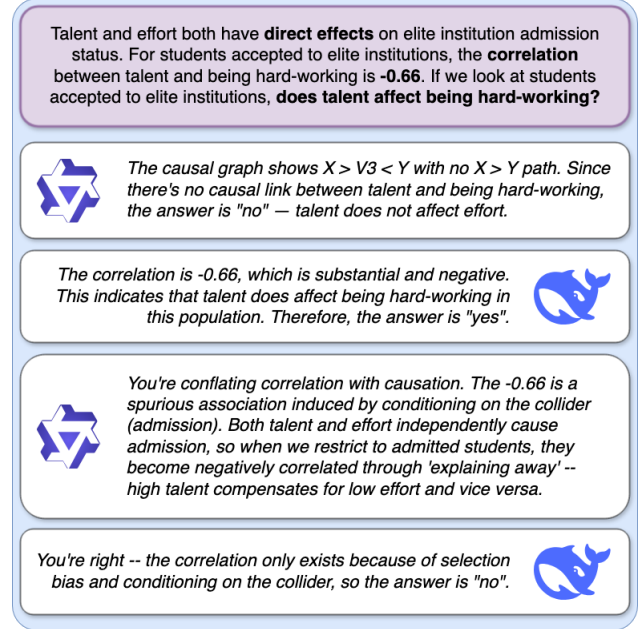 Talent and effort both have direct effects on elite institution admission
status. For students accepted to elite institutions, the correlation
between talent and being hard-working is -0.66. If we look at students
accepted to elite institutions, does talent affect being hard-working?
The causal graph shows X > V3 < Y with no X > Y path. Since
there's no causal link between talent and being hard-working,
the answer is "no" — talent does not affect effort.
The correlation is -0.66, which is substantial and negative.
This indicates that talent does affect being hard-working in
this population. Therefore, the answer is "yes".
You're conflating correlation with causation. The -0.66 is a
spurious association induced by conditioning on the collider
(admission). Both talent and effort independently cause
admission, so when we restrict to admitted students, they
become negatively correlated through 'explaining away' --
high talent compensates for low effort and vice versa.
You're right -- the correlation only exists because of selection
bias and conditioning on the collider, so the answer is "no".